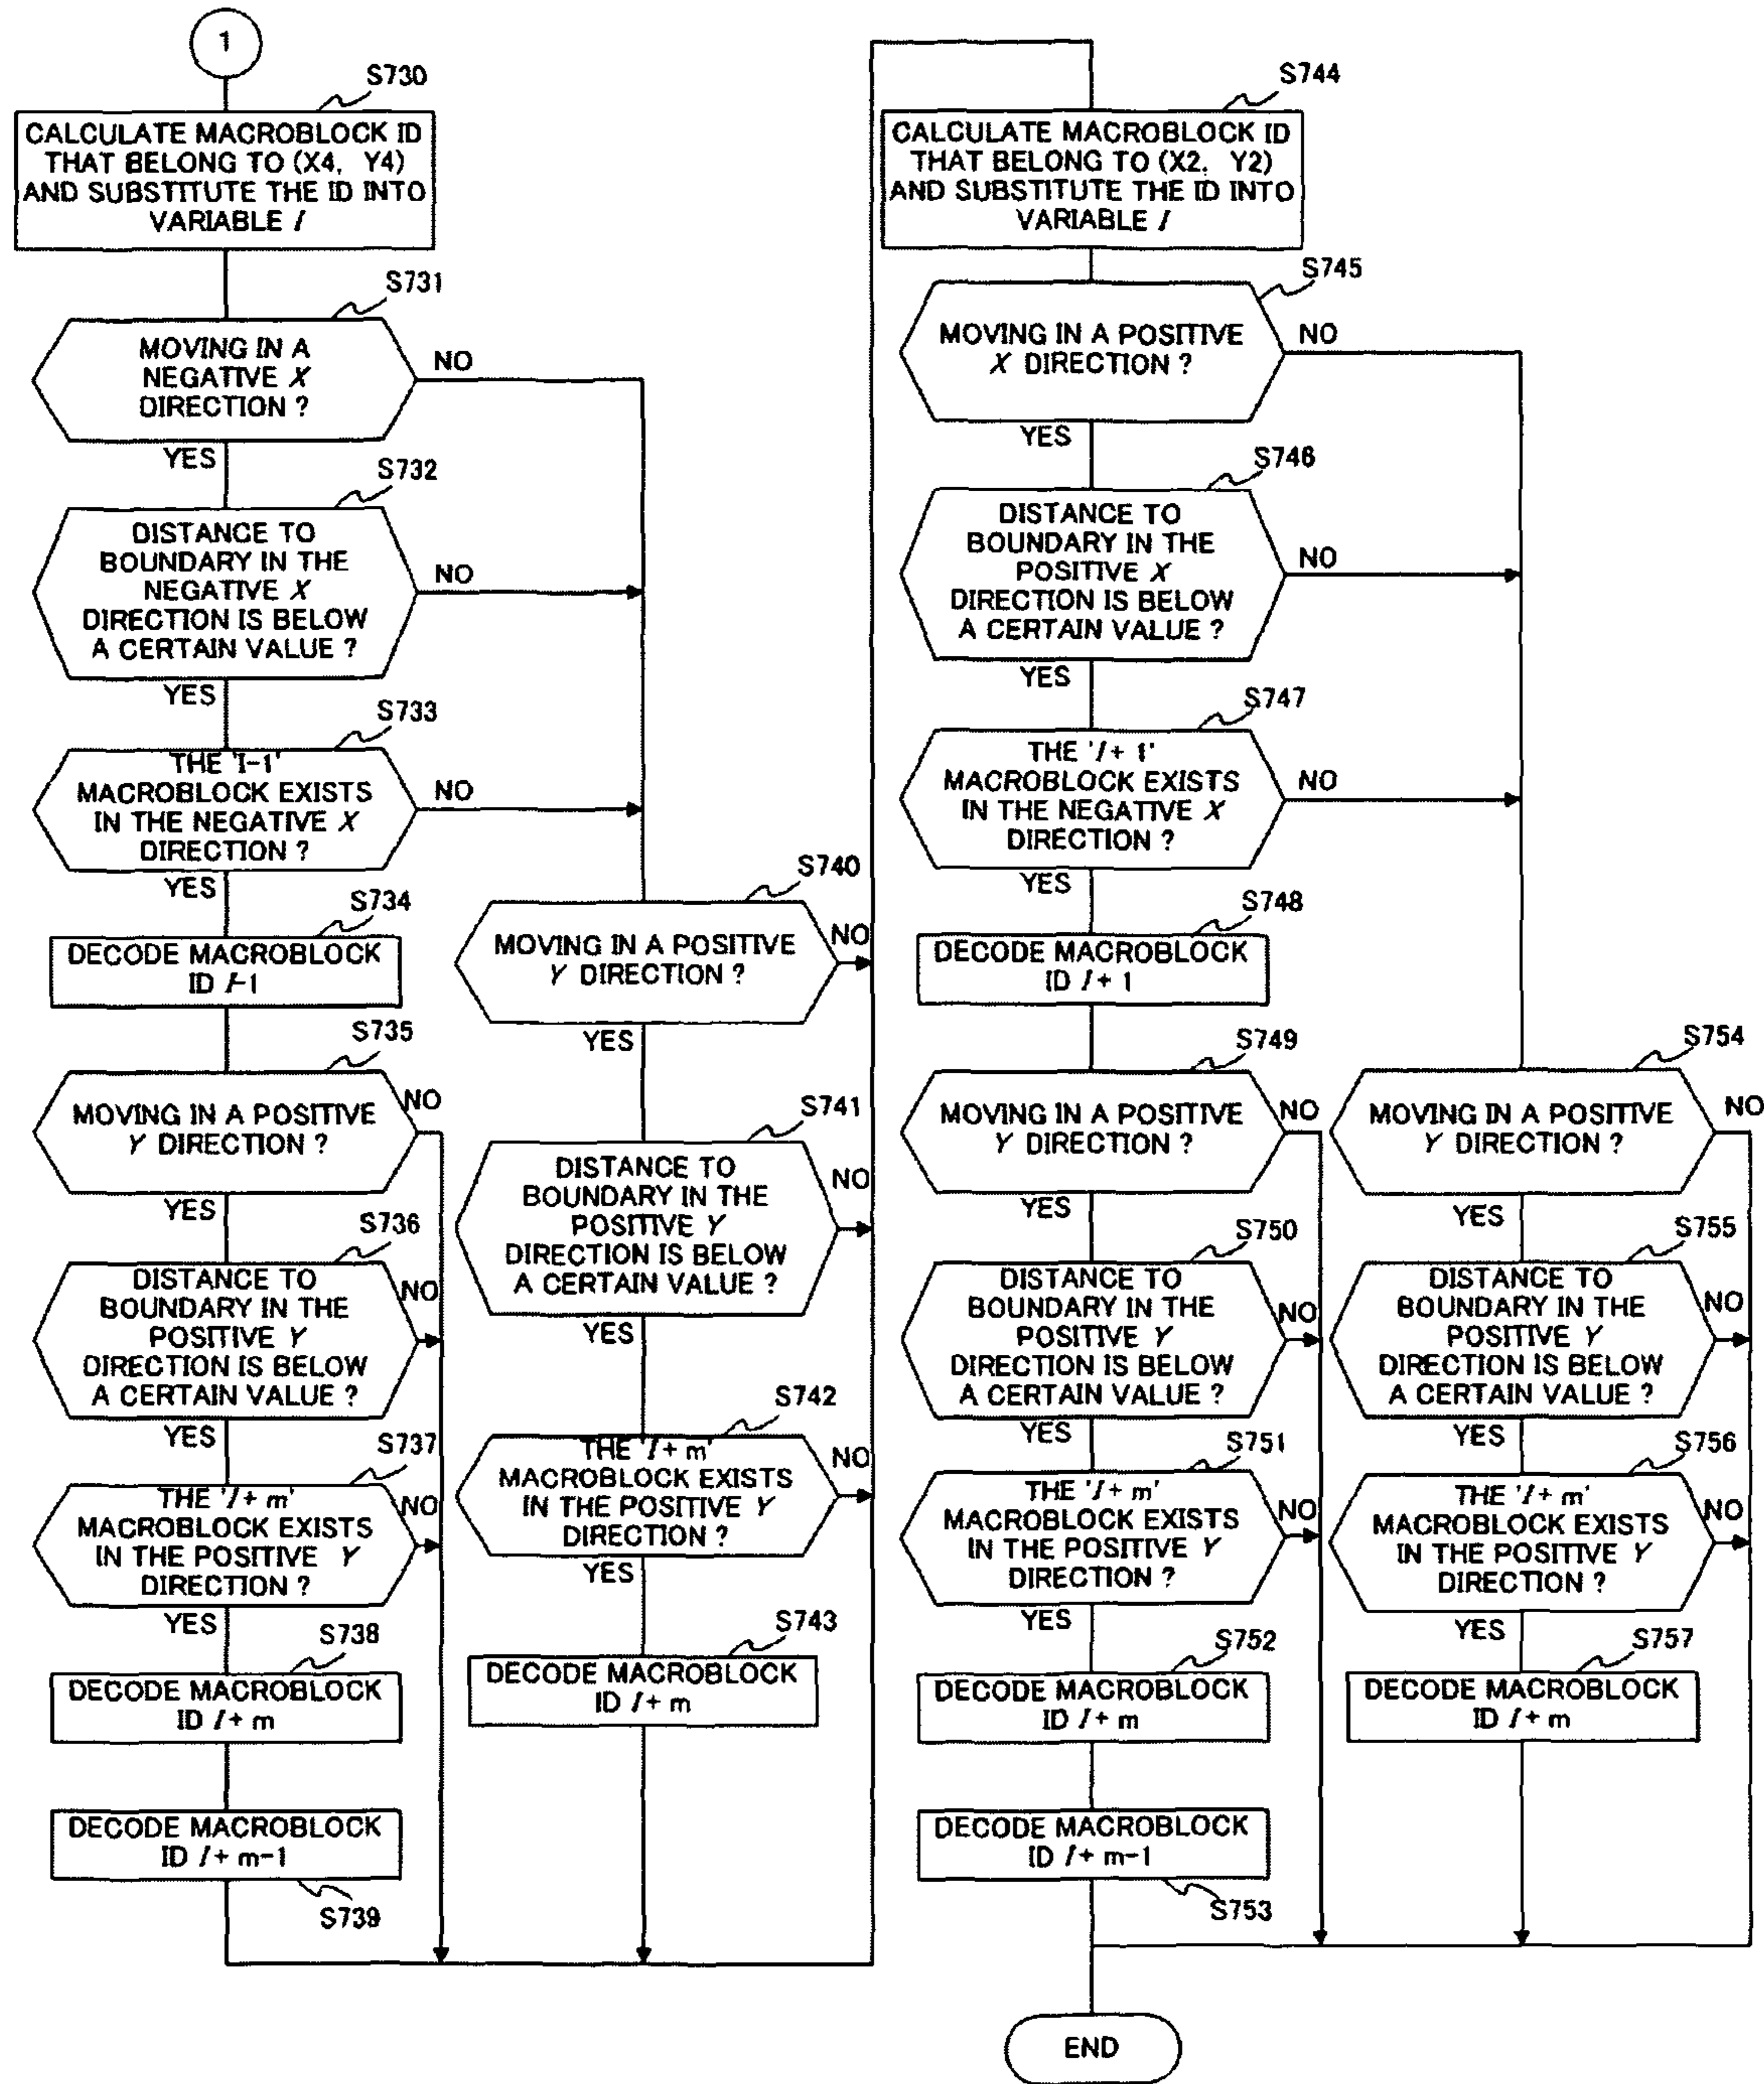 1
S730
CALCULATE MACROBLOCK ID
THAT BELONG TO (X4, Y4)
AND SUBSTITUTE THE ID INTO
VARIABLE I
S731
MOVING IN A
NEGATIVE X
DIRECTION ?
NO
YES
S732
DISTANCE TO
BOUNDARY IN THE
NEGATIVE X
DIRECTION IS BELOW
A CERTAIN VALUE ?
NO
YES
S733
THE 'I-1'
MACROBLOCK EXISTS
IN THE NEGATIVE X
DIRECTION ?
NO
YES
S734
DECODE MACROBLOCK
ID I-1
S735
MOVING IN A POSITIVE
Y DIRECTION ?
NO
YES
S736
DISTANCE TO
BOUNDARY IN THE
POSITIVE Y
DIRECTION IS BELOW
A CERTAIN VALUE ?
NO
YES
S737
THE 'I+ m'
MACROBLOCK EXISTS
IN THE POSITIVE Y
DIRECTION ?
NO
YES
S738
DECODE MACROBLOCK
ID I+ m
DECODE MACROBLOCK
ID I+ m-1
S739
S740
MOVING IN A POSITIVE
Y DIRECTION ?
NO
YES
S741
DISTANCE TO
BOUNDARY IN THE
POSITIVE Y
DIRECTION IS BELOW
A CERTAIN VALUE ?
NO
YES
S742
THE 'I+ m'
MACROBLOCK EXISTS
IN THE POSITIVE Y
DIRECTION ?
NO
YES
S743
DECODE MACROBLOCK
ID I+ m
S744
CALCULATE MACROBLOCK ID
THAT BELONG TO (X2, Y2)
AND SUBSTITUTE THE ID INTO
VARIABLE I
S745
MOVING IN A POSITIVE
X DIRECTION ?
NO
YES
S746
DISTANCE TO
BOUNDARY IN THE
POSITIVE X
DIRECTION IS BELOW
A CERTAIN VALUE ?
NO
YES
S747
THE 'I+ 1'
MACROBLOCK EXISTS
IN THE NEGATIVE X
DIRECTION ?
NO
YES
S748
DECODE MACROBLOCK
ID I+ 1
S749
MOVING IN A POSITIVE
Y DIRECTION ?
NO
YES
S750
DISTANCE TO
BOUNDARY IN THE
POSITIVE Y
DIRECTION IS BELOW
A CERTAIN VALUE ?
NO
YES
S751
THE 'I+ m'
MACROBLOCK EXISTS
IN THE POSITIVE Y
DIRECTION ?
NO
YES
S752
DECODE MACROBLOCK
ID I+ m
DECODE MACROBLOCK
ID I+ m-1
S753
S754
MOVING IN A POSITIVE
Y DIRECTION ?
NO
YES
S755
DISTANCE TO
BOUNDARY IN THE
POSITIVE Y
DIRECTION IS BELOW
A CERTAIN VALUE ?
NO
YES
S756
THE 'I+ m'
MACROBLOCK EXISTS
IN THE POSITIVE Y
DIRECTION ?
NO
YES
S757
DECODE MACROBLOCK
ID I+ m
END